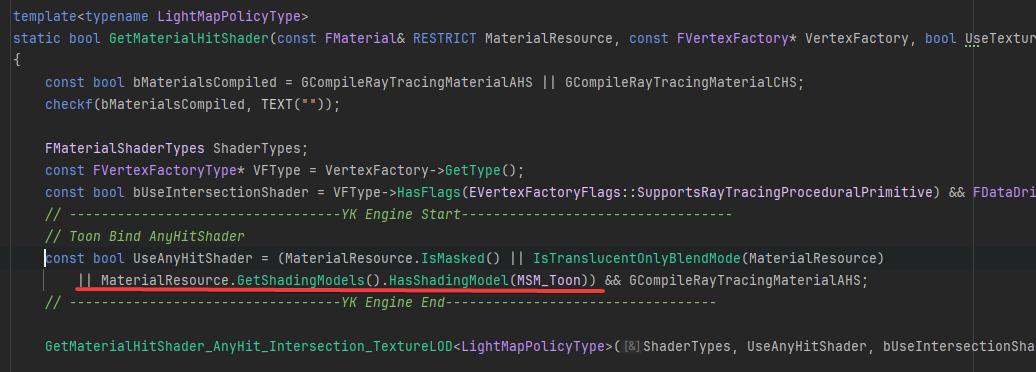 template<typename LightMapPolicyType>
static bool GetMaterialHitShader(const FMaterial& RESTRICT MaterialResource, const FVertexFactory* VertexFactory, bool UseTextur
{
const bool bMaterialsCompiled = GCompileRayTracingMaterialAHS || GCompileRayTracingMaterialCHS;
checkf(bMaterialsCompiled, TEXT(""));
FMaterialShaderTypes ShaderTypes;
const FVertexFactoryType* VFType = VertexFactory->GetType();
const bool bUseIntersectionShader = VFType->HasFlags(EVertexFactoryFlags::SupportsRayTracingProceduralPrimitive) && FDataDri
// ----------------------------------YK Engine Start----------------------------------
// Toon Bind AnyHitShader
const bool UseAnyHitShader = (MaterialResource.IsMasked() || IsTranslucentOnlyBlendMode(MaterialResource)
|| MaterialResource.GetShadingModels().HasShadingModel(MSM_Toon)) && GCompileRayTracingMaterialAHS;
// ----------------------------------YK Engine End----------------------------------
GetMaterialHitShader_AnyHit_Intersection_TextureLOD<LightMapPolicyType>([&]ShaderTypes, UseAnyHitShader, bUseIntersectionSha